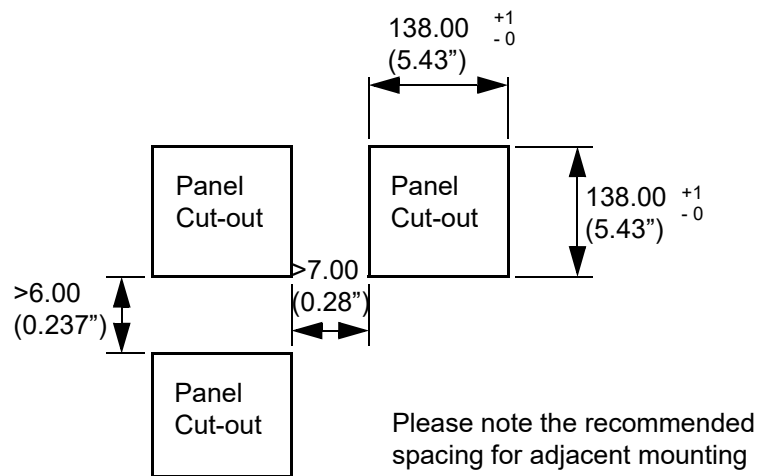 138.00 +1
- 0
(5.43”)
Panel
Cut-out
Panel
Cut-out
138.00 +1
- 0
(5.43”)
>7.00
(0.28”)
>6.00
(0.237”)
Panel
Cut-out
Please note the recommended
spacing for adjacent mounting